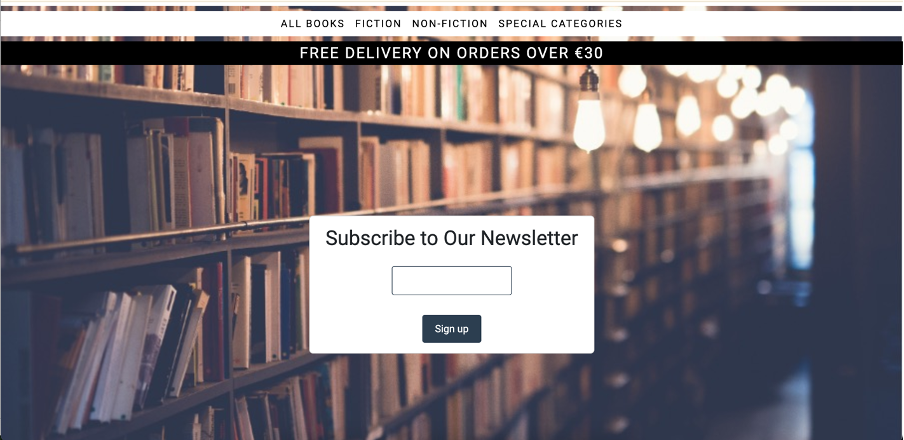 ALL BOOKS FICTION NON-FICTION SPECIAL CATEGORIES
FREE DELIVERY ON ORDERS OVER €30
Subscribe to Our Newsletter
Sign up